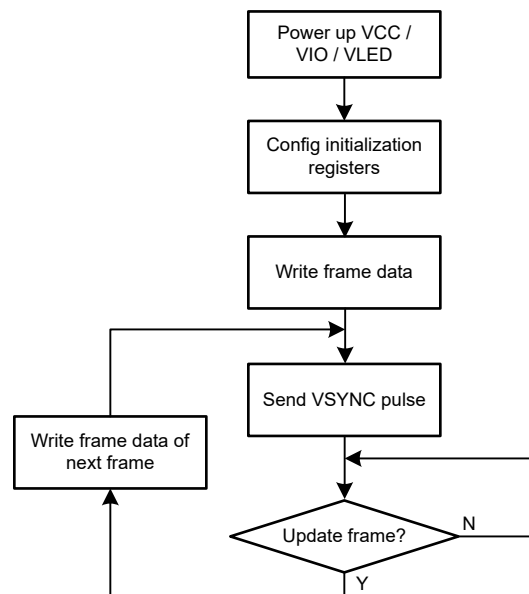 Power up VCC /
VIO / VLED
Config initialization
registers
Write frame data
Send VSYNC pulse
Write frame data of
next frame
Update frame?
N
Y